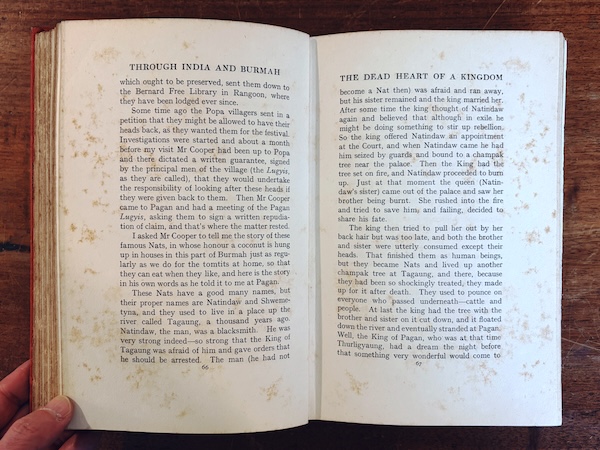 THROUGH INDIA AND BURMAH
which ought to be preserved, sent them down to
the Bernard Free Library in Rangoon, where
they have been lodged ever since.
Some time ago the Popa villagers sent in a
petition that they might be allowed to have their
heads back, as they wanted them for the festival.
Investigations were started and about a month
before my visit Mr Cooper had been up to Popa
and there dictated a written guarantee, signed
by the principal men of the village (the Lugyis,
as they are called), that they would undertake
the responsibility of looking after these heads if
they were given back to them. Then Mr Cooper
came to Pagan and had a meeting of the Pagan
Lugyis, asking them to sign a written repudia-
tion of claim, and that's where the matter rested.
I asked Mr Cooper to tell me the story of these
famous Nats, in whose honour a coconut is hung
up in houses in this part of Burmah just as regu-
larly as we do for the tomtits at home, so that
they can eat when they like, and here is the story
in his own words as he told it to me at Pagan.
These Nats have a good many names, but
their proper names are Natindaw and Shweme-
tyna, and they used to live in a place up the
river called Tagaung, a thousand years ago.
Natindaw, the man, was a blacksmith. He was
very strong indeed—so strong that the King of
Tagaung was afraid of him and gave orders that
he should be arrested. The man (he had not
66
THE DEAD HEART OF A KINGDOM
become a Nat then) was afraid and ran away,
but his sister remained and the king married her.
After some time the king thought of Natindaw
again and believed that although in exile he
might be doing something to stir up rebellion.
So the king offered Natindaw an appointment
at the Court, and when Natindaw came he had
him seized by guards and bound to a champak
tree near the palace. Then the King had the
tree set on fire, and Natindaw proceeded to burn
up. Just at that moment the queen (Natin-
daw's sister) came out of the palace and saw her
brother being burnt. She rushed into the fire
and tried to save him; and failing, decided to
share his fate.
The king then tried to pull her out by her
back hair but was too late, and both the brother
and sister were utterly consumed except their
heads. That finished them as human beings,
but they became Nats and lived up another
champak tree at Tagaung, and there, because
they had been so shockingly treated, they made
up for it after death. They used to pounce on
everyone who passed underneath—cattle and
people. At last the king had the tree with the
brother and sister on it cut down, and it floated
down the river and eventually stranded at Pagan.
Well, the King of Pagan, who was at that time
Thurligyaung, had a dream the night before
that something very wonderful would come to
67